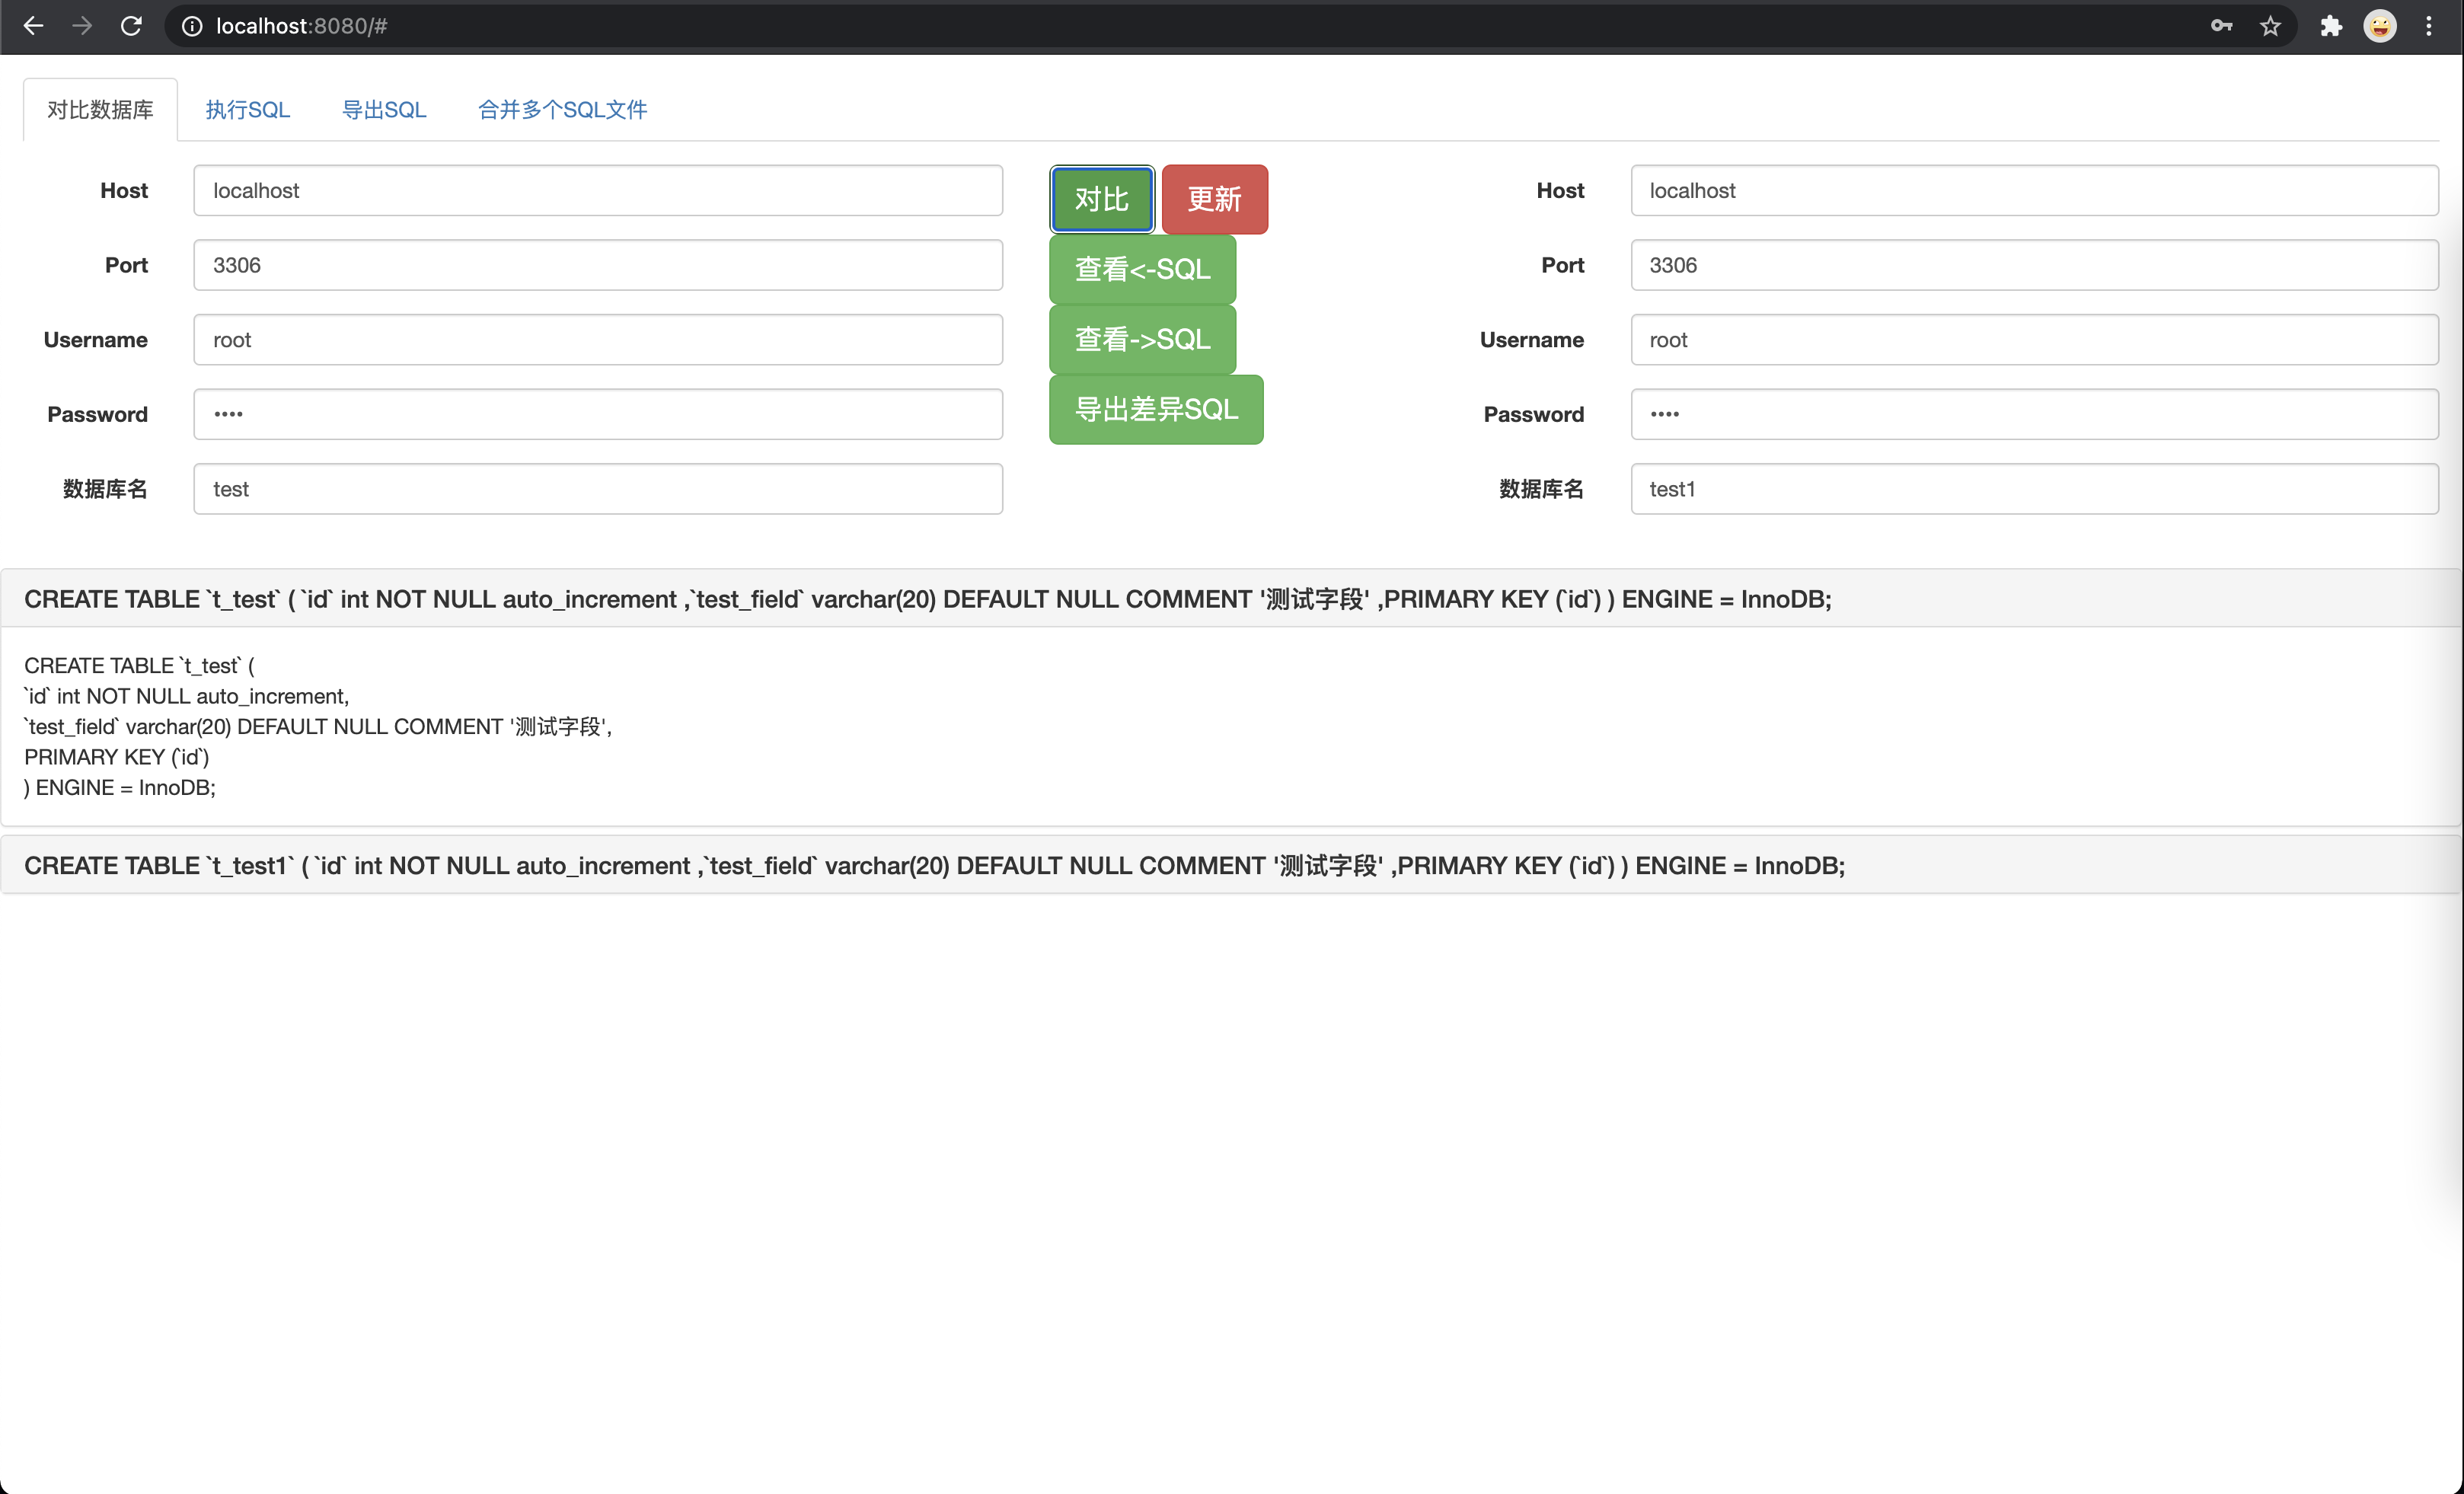 localhost:8080/#
对比数据库 执行SQL 导出SQL 合并多个SQL文件
Host localhost 对比 更新 Host localhost
Port 3306 查看<-SQL Port 3306
Username root 查看->SQL Username root
Password •••• 导出差异SQL Password ••••
数据库名 test 数据库名 test1
CREATE TABLE `t_test` ( `id` int NOT NULL auto_increment ,`test_field` varchar(20) DEFAULT NULL COMMENT '测试字段' ,PRIMARY KEY (`id`) ) ENGINE = InnoDB;
CREATE TABLE `t_test` (
`id` int NOT NULL auto_increment,
`test_field` varchar(20) DEFAULT NULL COMMENT '测试字段',
PRIMARY KEY (`id`)
) ENGINE = InnoDB;
CREATE TABLE `t_test1` ( `id` int NOT NULL auto_increment ,`test_field` varchar(20) DEFAULT NULL COMMENT '测试字段' ,PRIMARY KEY (`id`) ) ENGINE = InnoDB;